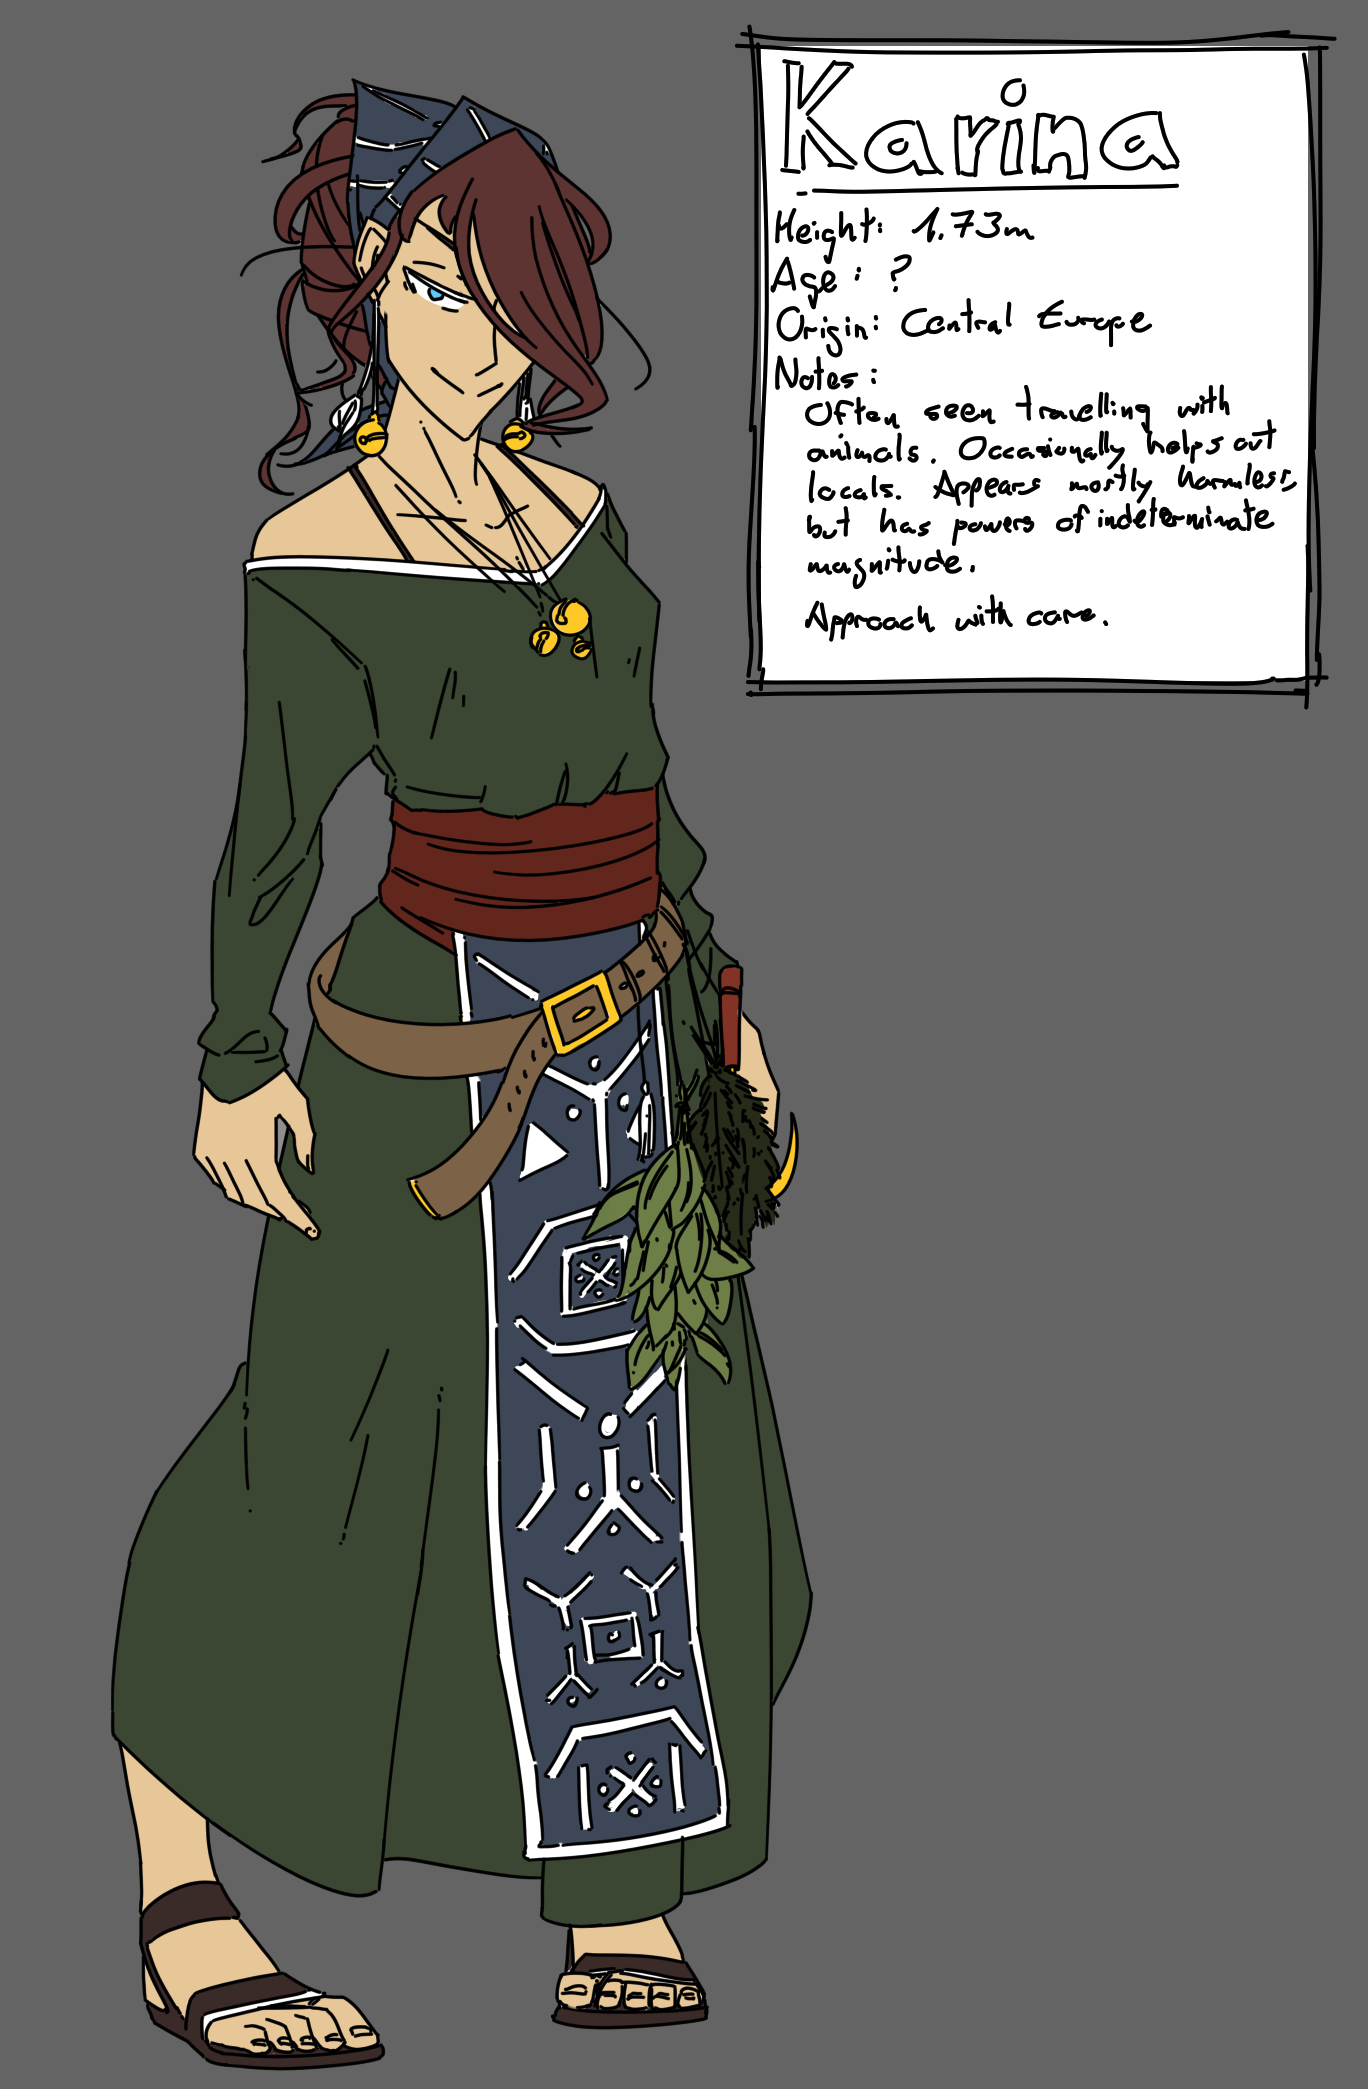 Karina
Height: 1.73m
Age: ?
Origin: Central Europe
Notes:
Often seen travelling with
animals. Occasionally helps out
locals. Appears mostly harmless,
but has powers of indeterminate
magnitude.
Approach with care.